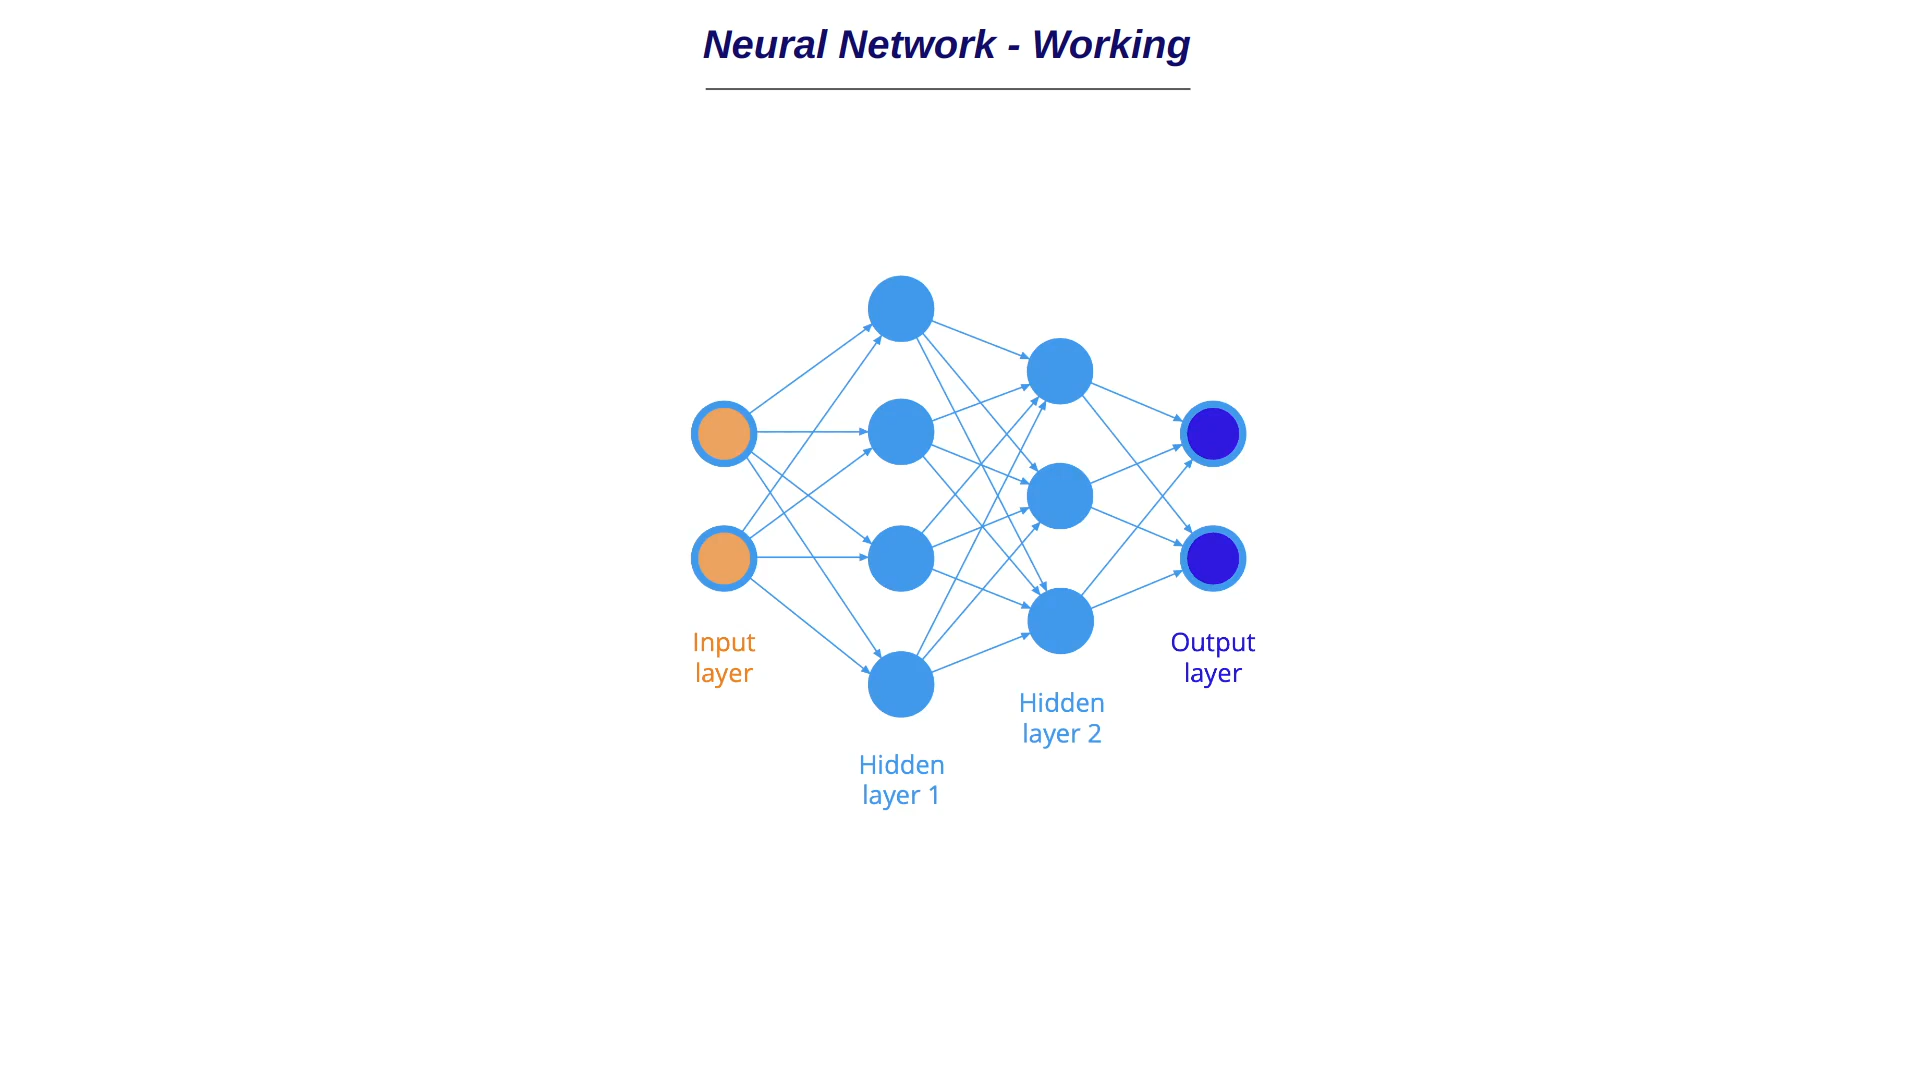 Neural Network - Working
Input
layer
Hidden
layer 1
Hidden
layer 2
Output
layer